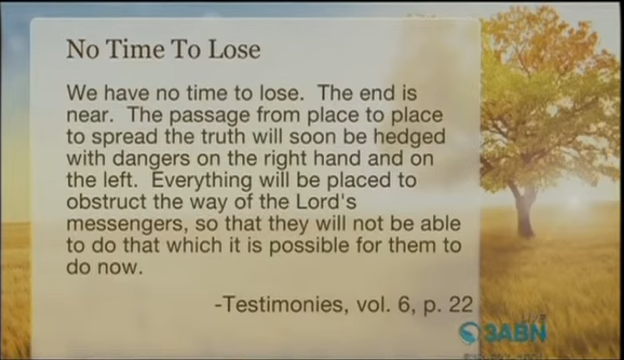 No Time To Lose
We have no time to lose.  The end is
near.  The passage from place to place
to spread the truth will soon be hedged
with dangers on the right hand and on
the left.  Everything will be placed to
obstruct the way of the Lord's
messengers, so that they will not be able
to do that which it is possible for them to
do now.
-Testimonies, vol. 6, p. 22
3ABN